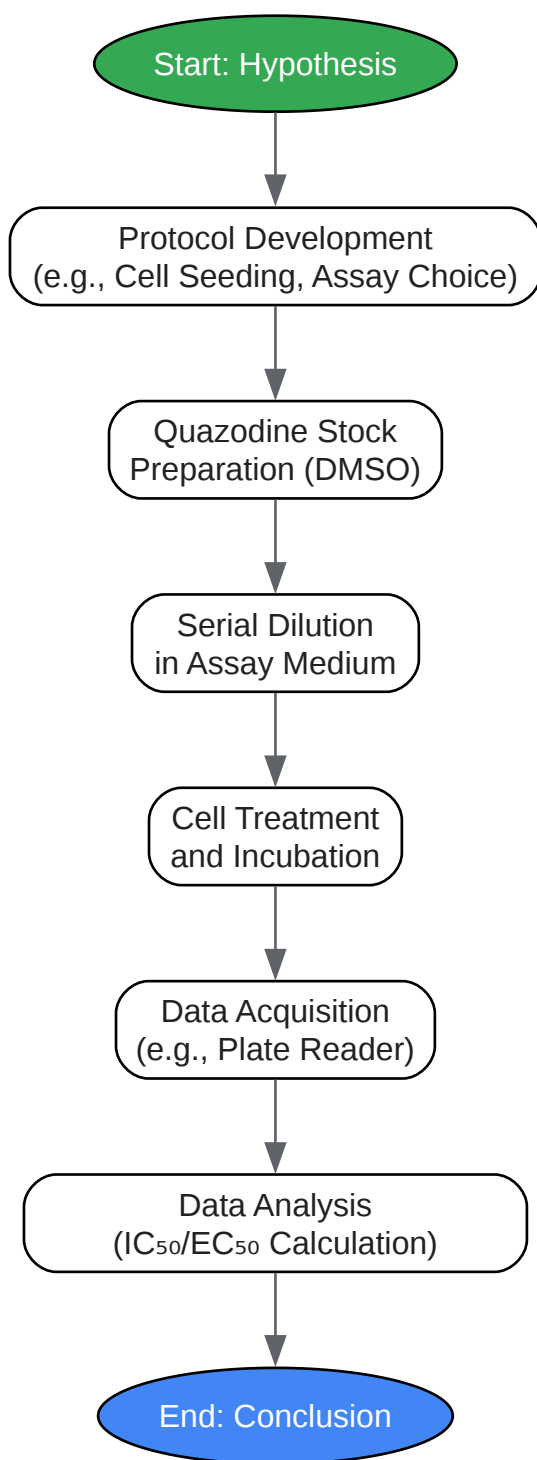 Start: Hypothesis
Protocol Development
(e.g., Cell Seeding, Assay Choice)
Quazodine Stock
Preparation (DMSO)
Serial Dilution
in Assay Medium
Cell Treatment
and Incubation
Data Acquisition
(e.g., Plate Reader)
Data Analysis
(IC₅₀/EC₅₀ Calculation)
End: Conclusion